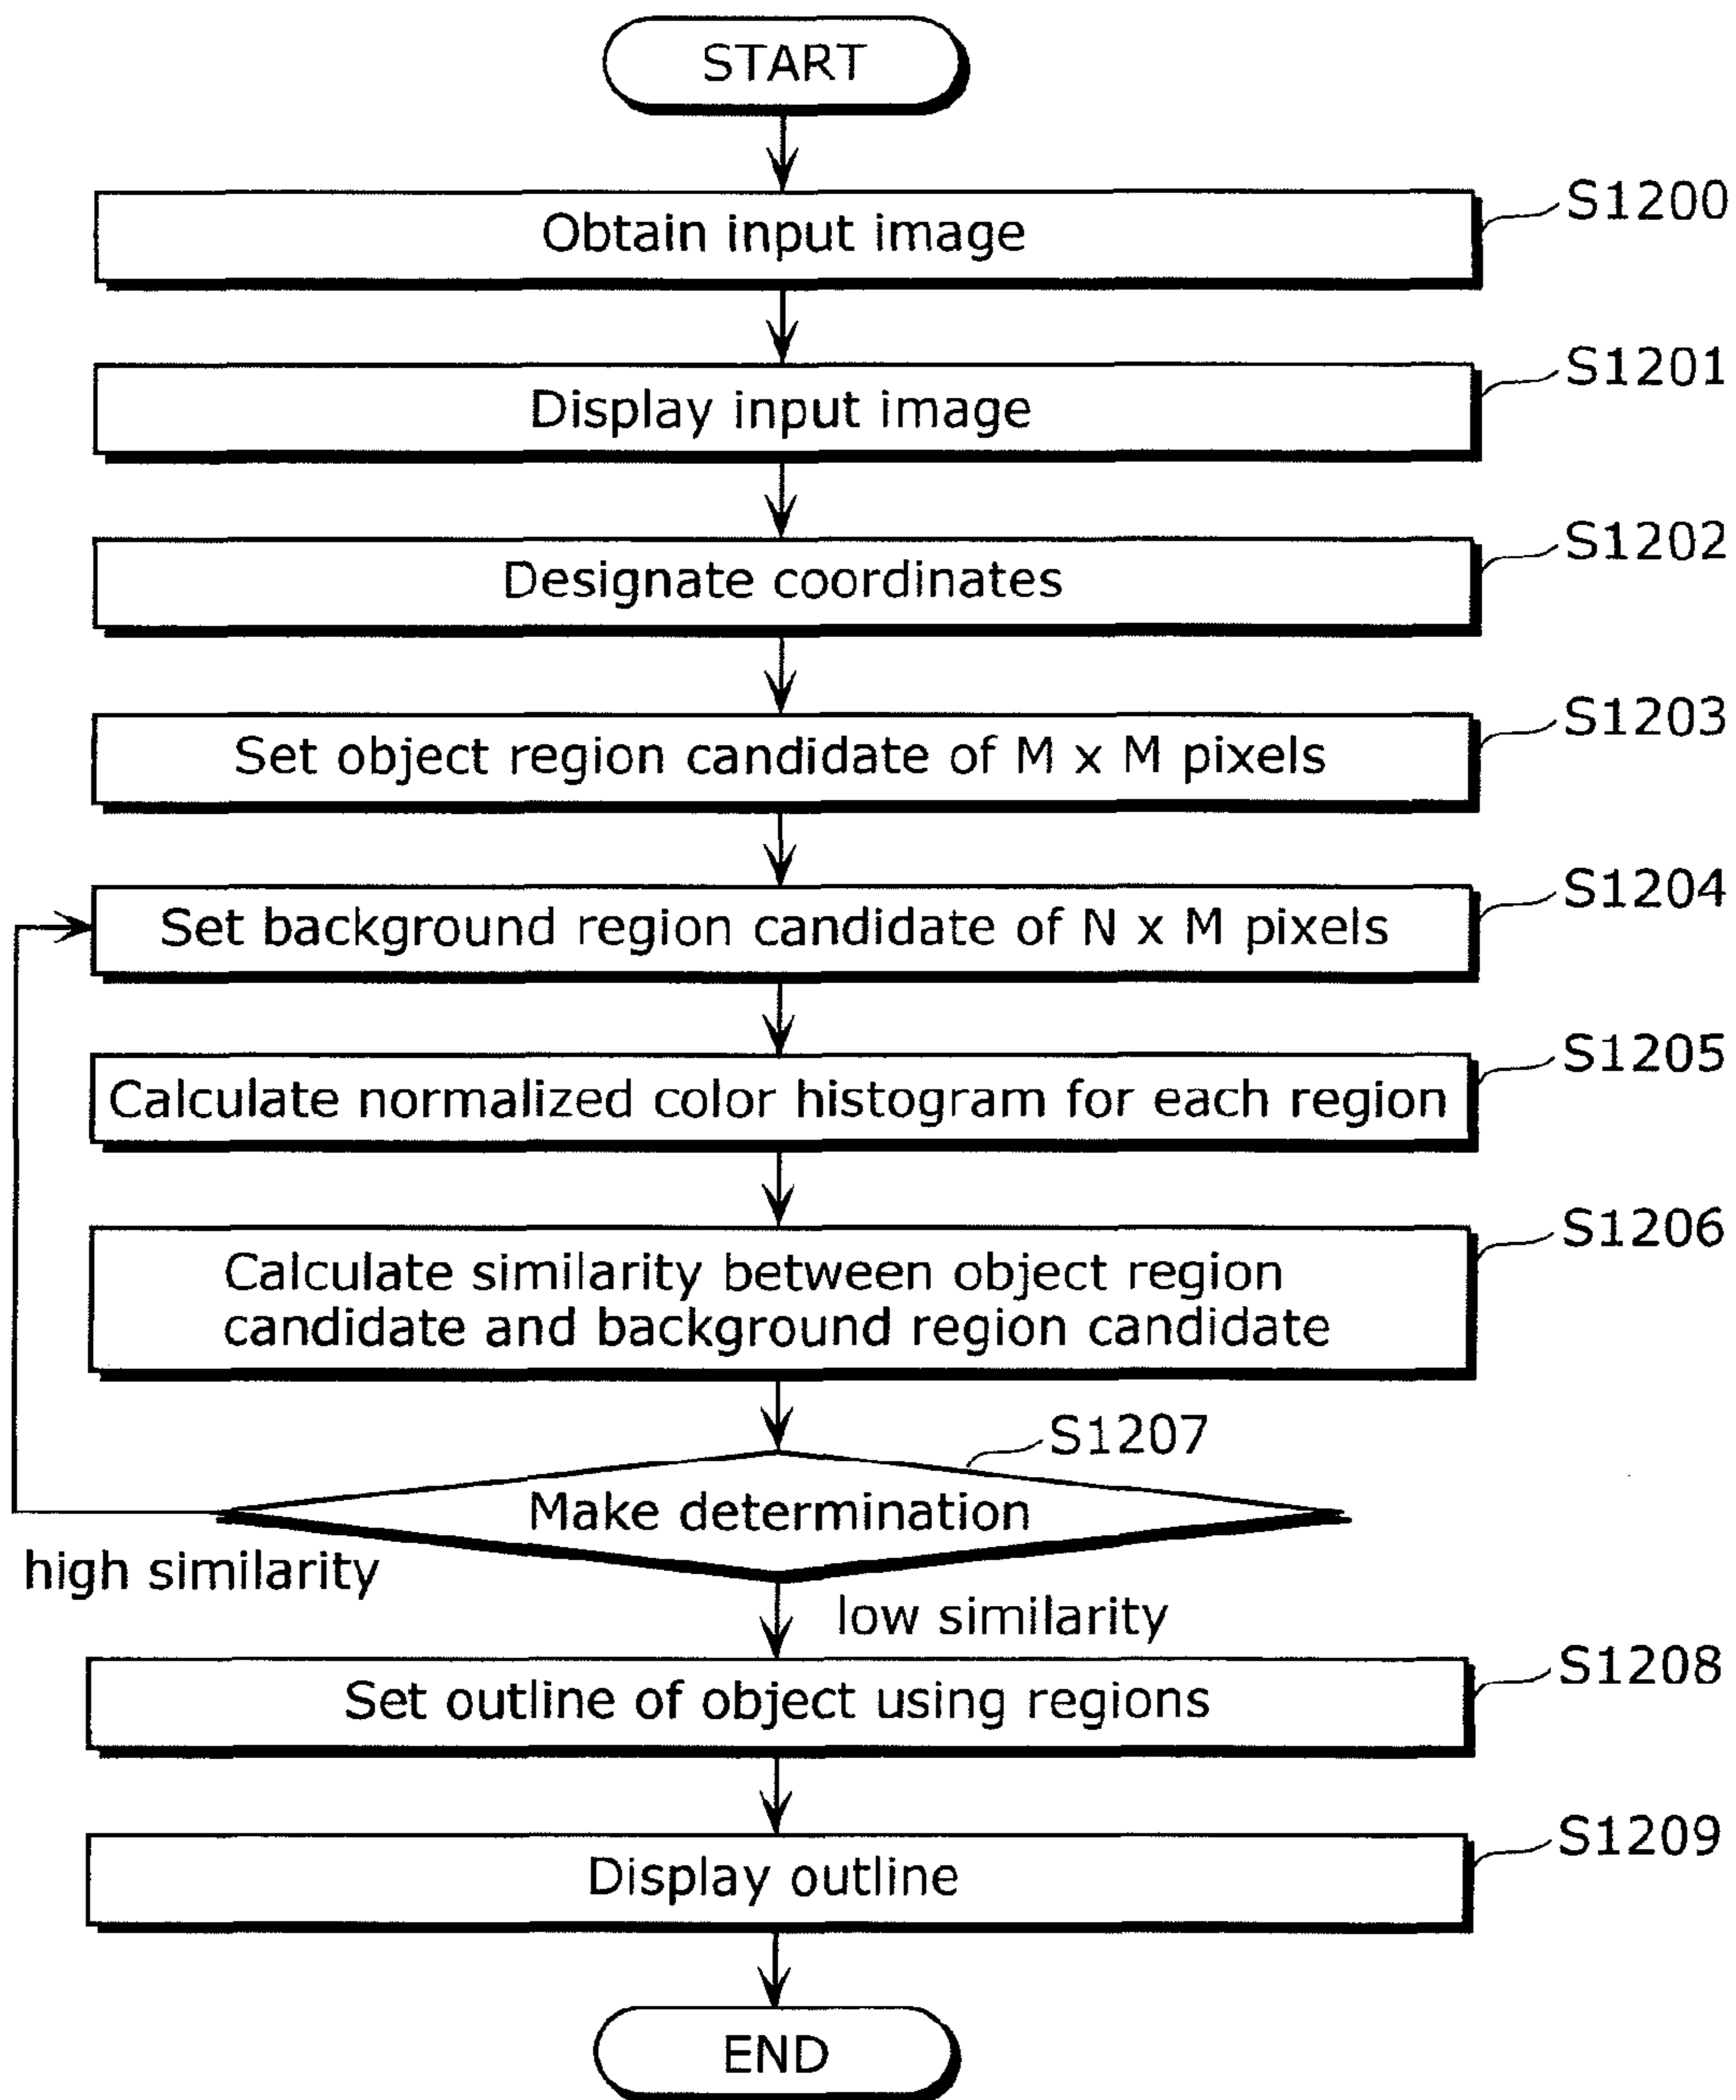 START
Obtain input image
S1200
Display input image
S1201
Designate coordinates
S1202
Set object region candidate of M x M pixels
S1203
Set background region candidate of N x M pixels
S1204
Calculate normalized color histogram for each region
S1205
Calculate similarity between object region
candidate and background region candidate
S1206
S1207
Make determination
high similarity
low similarity
Set outline of object using regions
S1208
Display outline
S1209
END